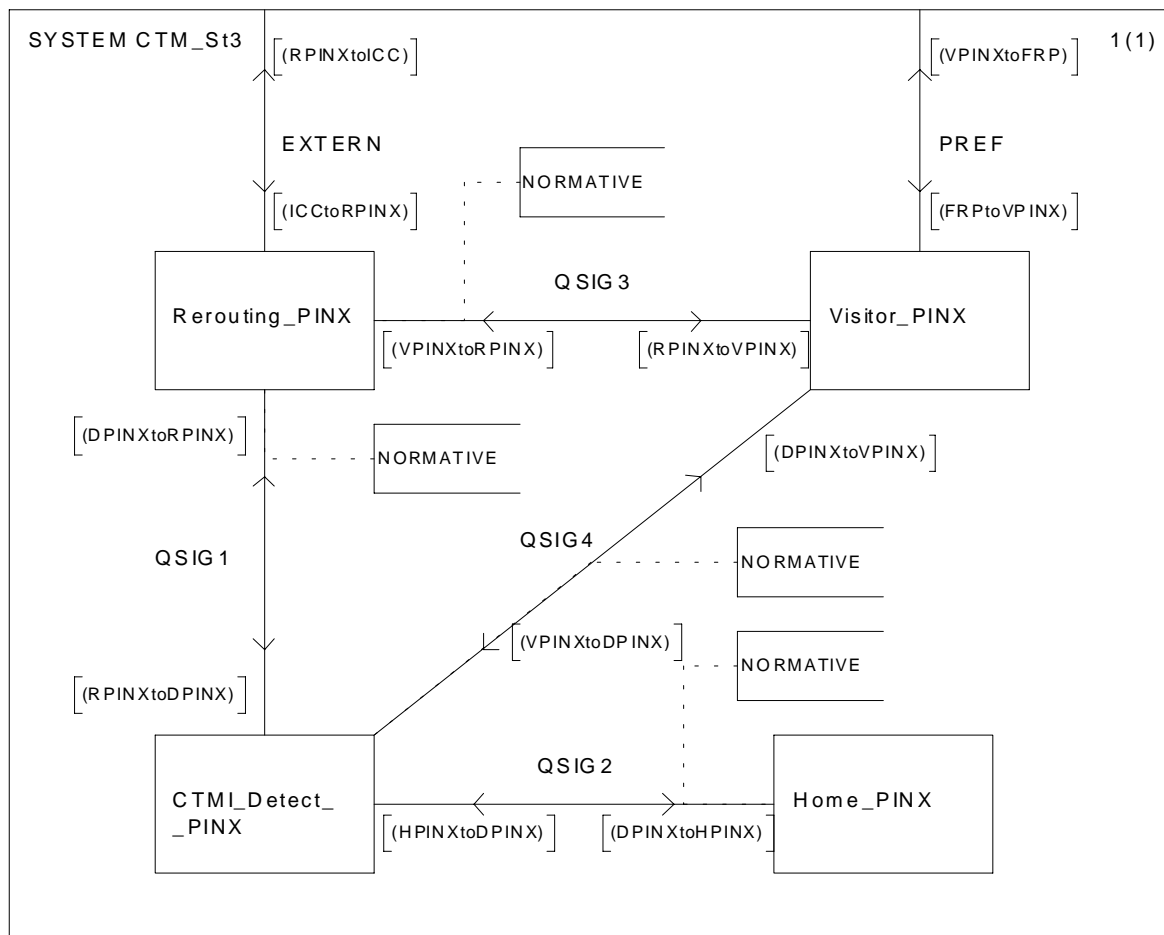 SYSTEM CTM_St3
1(1)
(RPINXtoICC)
(VPINXtoFRP)
EXTERN
PREF
NORMATIVE
(ICCtoRPINX)
(FRPtoVPINX)
QSIG3
Rerouting_PINX
Visitor_PINX
(VPINXtoRPINX)
(RPINXtoVPINX)
(DPINXtoRPINX)
NORMATIVE
(DPINXtoVPINX)
QSIG1
QSIG4
NORMATIVE
(VPINXtoDPINX)
NORMATIVE
(RPINXtoDPINX)
QSIG2
CTMI_Detect_
_PINX
Home_PINX
(HPINXtoDPINX)
(DPINXtoHPINX)